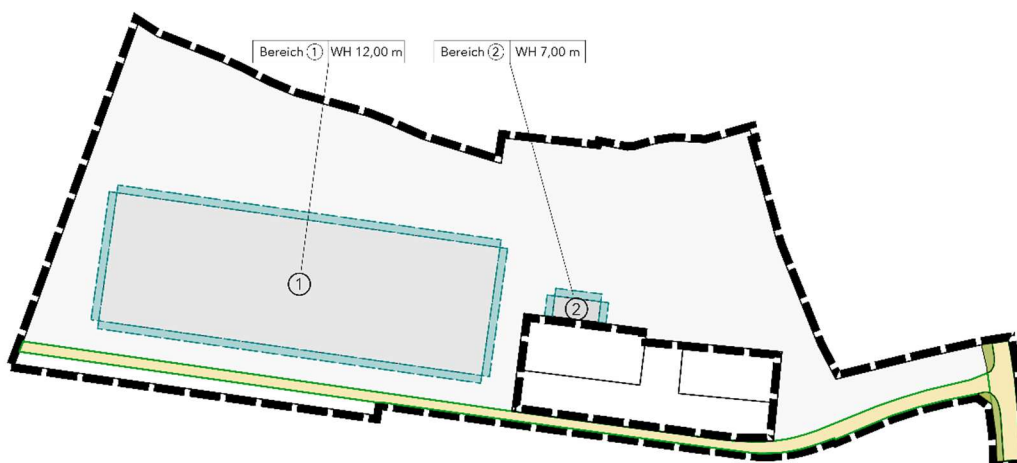 Bereich ① WH 12,00 m
Bereich ② WH 7,00 m
①
②